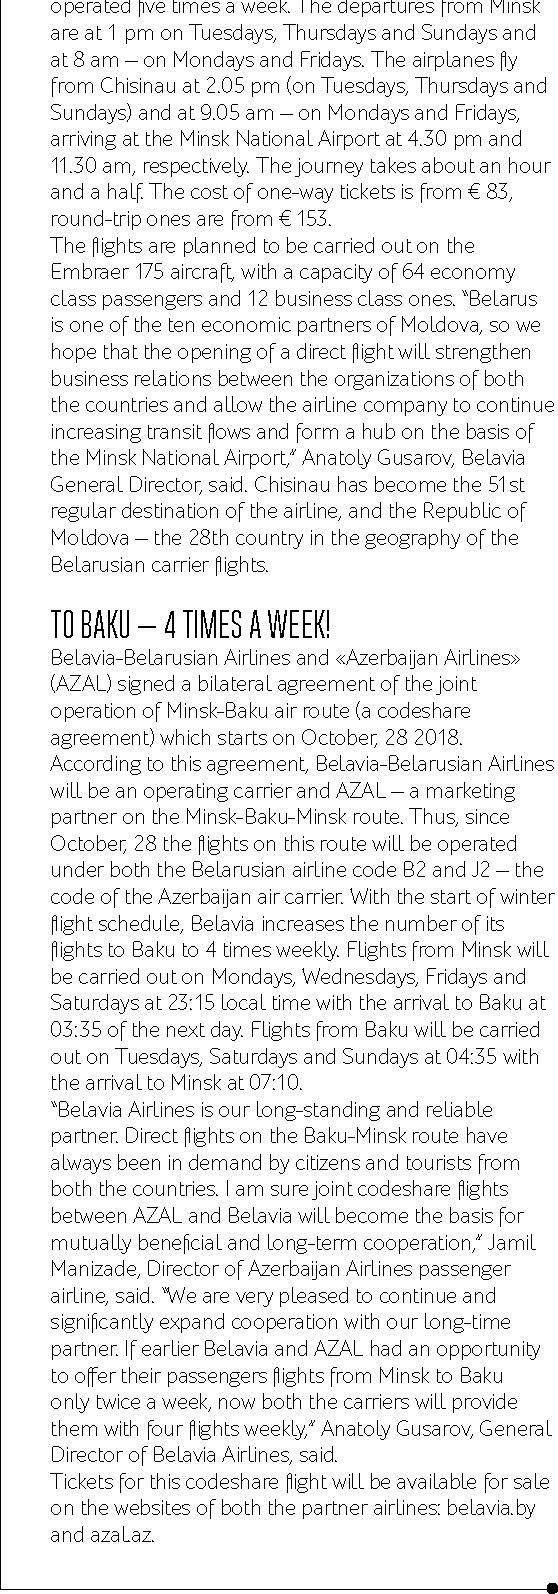 operated five times a week. The departures from Minsk
are at 1 pm on Tuesdays, Thursdays and Sundays and
at 8 am — on Mondays and Fridays. The airplanes fly
from Chisinau at 2.05 pm (on Tuesdays, Thursdays and
Sundays) and at 9.05 am — on Mondays and Fridays,
arriving at the Minsk National Airport at 4.30 pm and
11.30 am, respectively. The journey takes about an hour
and a half. The cost of one-way tickets is from € 83,
round-trip ones are from € 153.
The flights are planned to be carried out on the
Embraer 175 aircraft, with a capacity of 64 economy
class passengers and 12 business class ones. “Belarus
is one of the ten economic partners of Moldova, so we
hope that the opening of a direct flight will strengthen
business relations between the organizations of both
the countries and allow the airline company to continue
increasing transit flows and form a hub on the basis of
the Minsk National Airport,” Anatoly Gusarov, Belavia
General Director, said. Chisinau has become the 51st
regular destination of the airline, and the Republic of
Moldova — the 28th country in the geography of the
Belarusian carrier flights.
TO BAKU — 4 TIMES A WEEK!
Belavia-Belarusian Airlines and «Azerbaijan Airlines»
(AZAL) signed a bilateral agreement of the joint
operation of Minsk-Baku air route (a codeshare
agreement) which starts on October, 28 2018.
According to this agreement, Belavia-Belarusian Airlines
will be an operating carrier and AZAL — a marketing
partner on the Minsk-Baku-Minsk route. Thus, since
October, 28 the flights on this route will be operated
under both the Belarusian airline code B2 and J2 — the
code of the Azerbaijan air carrier. With the start of winter
flight schedule, Belavia increases the number of its
flights to Baku to 4 times weekly. Flights from Minsk will
be carried out on Mondays, Wednesdays, Fridays and
Saturdays at 23:15 local time with the arrival to Baku at
03:35 of the next day. Flights from Baku will be carried
out on Tuesdays, Saturdays and Sundays at 04:35 with
the arrival to Minsk at 07:10.
“Belavia Airlines is our long-standing and reliable
partner. Direct flights on the Baku-Minsk route have
always been in demand by citizens and tourists from
both the countries. I am sure joint codeshare flights
between AZAL and Belavia will become the basis for
mutually beneficial and long-term cooperation,” Jamil
Manizade, Director of Azerbaijan Airlines passenger
airline, said. “We are very pleased to continue and
significantly expand cooperation with our long-time
partner. If earlier Belavia and AZAL had an opportunity
to offer their passengers flights from Minsk to Baku
only twice a week, now both the carriers will provide
them with four flights weekly,” Anatoly Gusarov, General
Director of Belavia Airlines, said.
Tickets for this codeshare flight will be available for sale
on the websites of both the partner airlines: belavia.by
and azal.az.